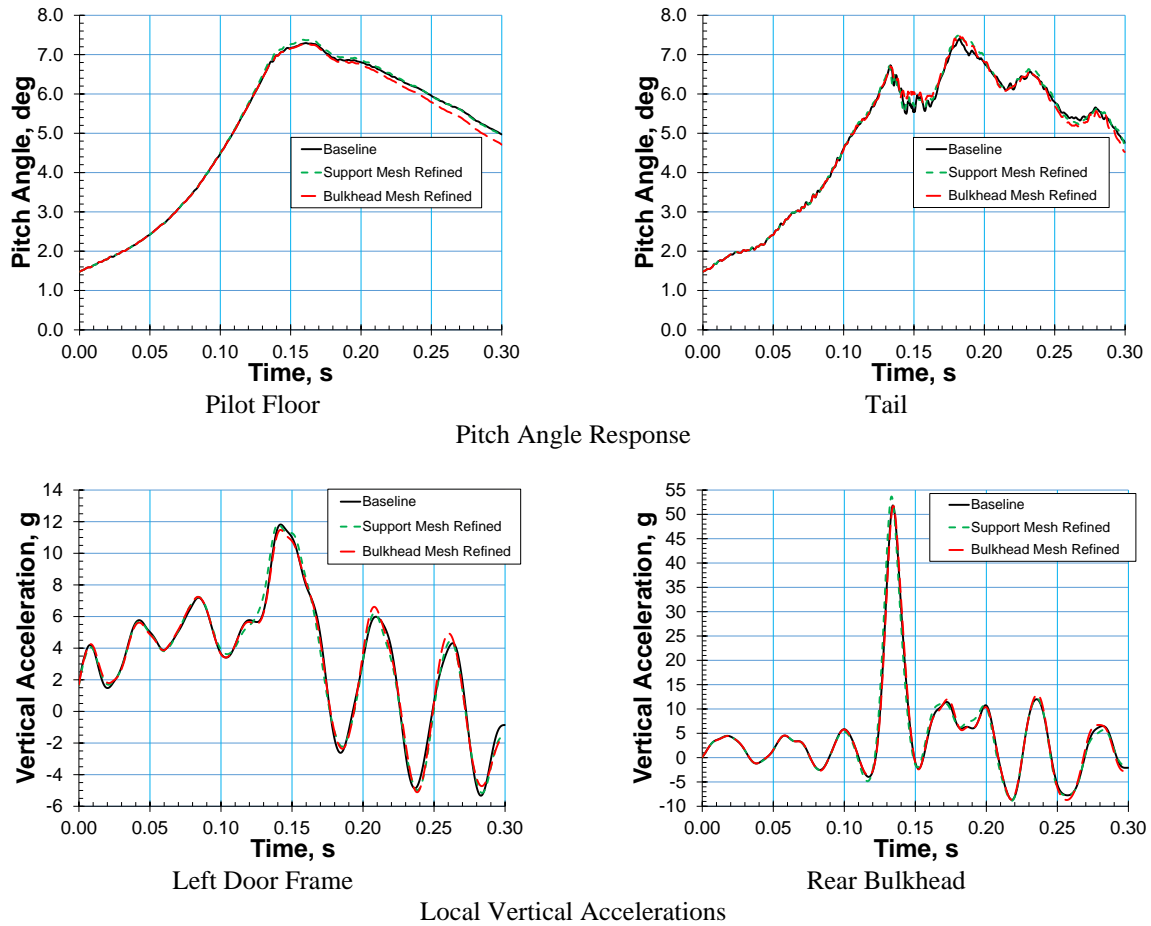 8.0
7.0
6.0
5.0
4.0
3.0
2.0
1.0
0.0
Pitch Angle, deg
Baseline
Support Mesh Refined
Bulkhead Mesh Refined
0.00 0.05 0.10 0.15 0.20 0.25 0.30
Time, s
Pilot Floor
8.0
7.0
6.0
5.0
4.0
3.0
2.0
1.0
0.0
Pitch Angle, deg
Baseline
Support Mesh Refined
Bulkhead Mesh Refined
0.00 0.05 0.10 0.15 0.20 0.25 0.30
Time, s
Tail
Pitch Angle Response
14
12
10
8
6
4
2
0
-2
-4
-6
Vertical Acceleration, g
Baseline
Support Mesh Refined
Bulkhead Mesh Refined
0.00 0.05 0.10 0.15 0.20 0.25 0.30
Time, s
Left Door Frame
55
50
45
40
35
30
25
20
15
10
5
0
-5
-10
Vertical Acceleration, g
Baseline
Support Mesh Refined
Bulkhead Mesh Refined
0.00 0.05 0.10 0.15 0.20 0.25 0.30
Time, s
Rear Bulkhead
Local Vertical Accelerations